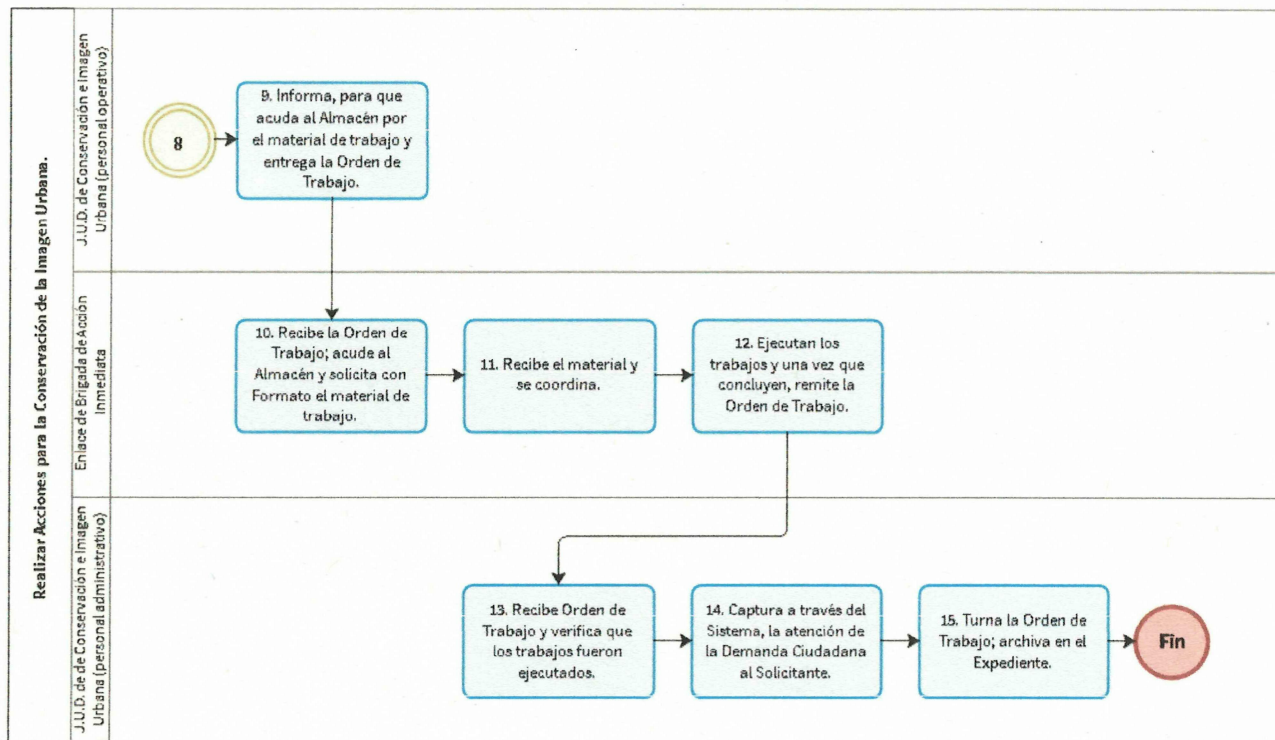 Realizar Acciones para la Conservación de la Imagen Urbana.
J.U.D. de Conservación e Imagen
Urbana (personal operativo)
8
9. Informa, para que
acuda al Almacén por
el material de trabajo y
entrega la Orden de
Trabajo.
Enlace de Brigada de Acción
Inmediata
10. Recibe la Orden de
Trabajo; acude al
Almacén y solicita con
Formato el material de
trabajo.
11. Recibe el material y
se coordina.
12. Ejecutan los
trabajos y una vez que
concluyen, remite la
Orden de Trabajo.
J.U.D. de Conservación e Imagen
Urbana (personal administrativo)
13. Recibe Orden de
Trabajo y verifica que
los trabajos fueron
ejecutados.
14. Captura a través del
Sistema, la atención de
la Demanda Ciudadana
al Solicitante.
15. Turna la Orden de
Trabajo; archiva en el
Expediente.
Fin